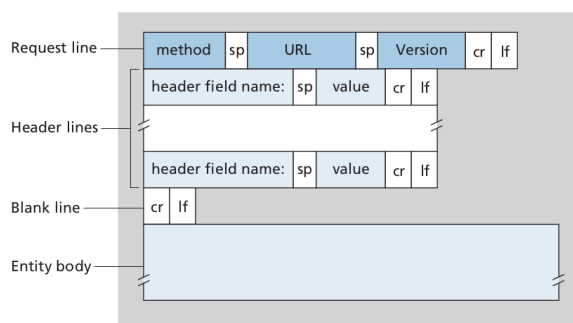 Request line method sp URL sp Version cr lf
header field name: sp value cr lf
Header lines
header field name: sp value cr lf
Blank line cr lf
Entity body